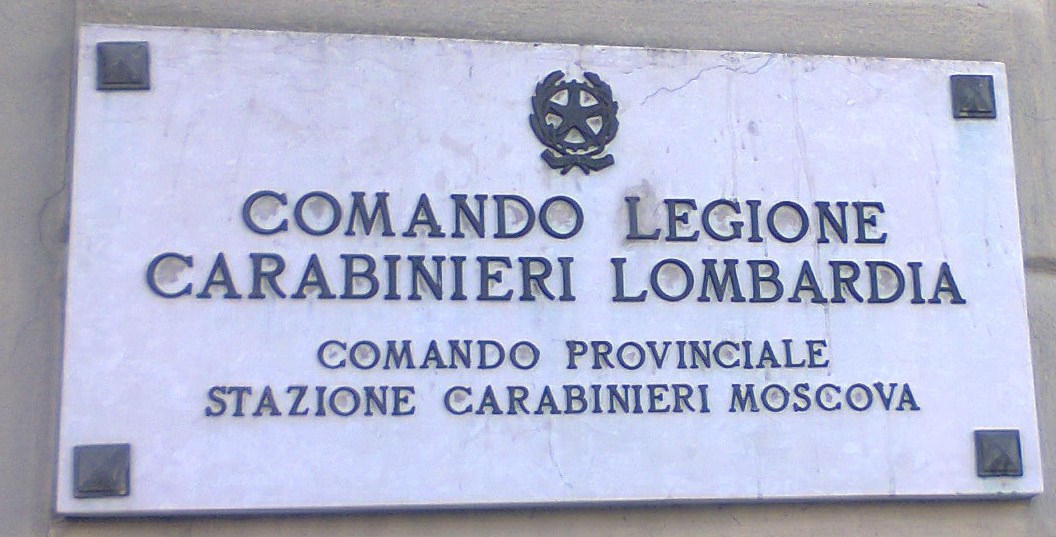 COMANDO LEGIONE
CARABINIERI LOMBARDIA
COMANDO PROVINCIALE
STAZIONE CARABINIERI MOSCOVA